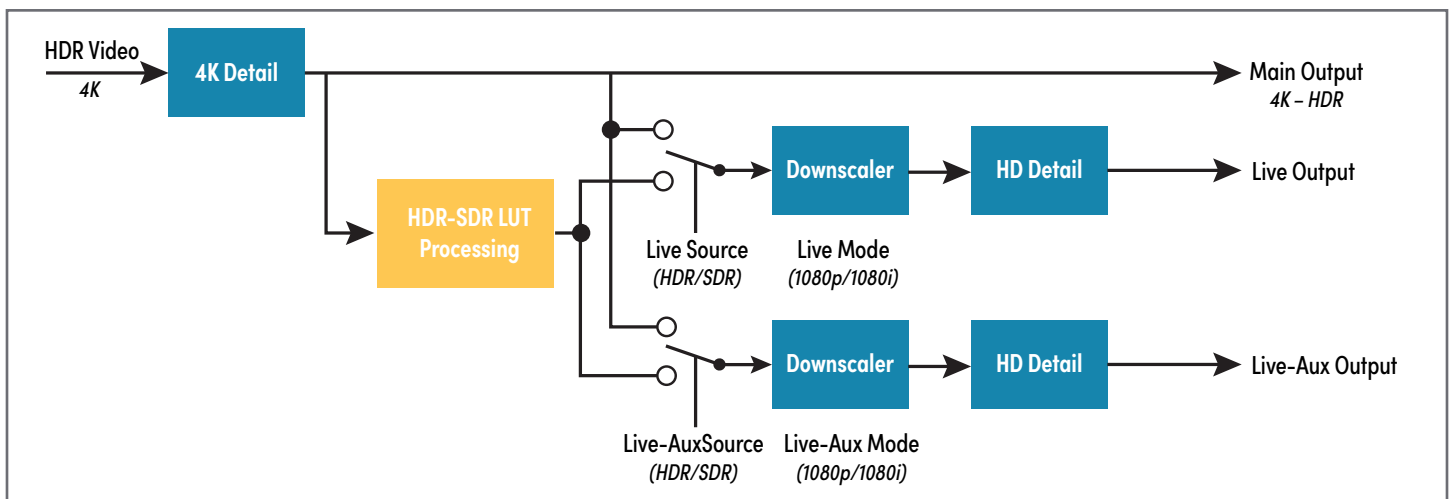 HDR Video
4K
4K Detail
Main Output
4K – HDR
HDR-SDR LUT
Processing
Downscaler
HD Detail
Live Output
Live Source
(HDR/SDR)
Live Mode
(1080p/1080i)
Downscaler
HD Detail
Live-Aux Output
Live-AuxSource
(HDR/SDR)
Live-Aux Mode
(1080p/1080i)